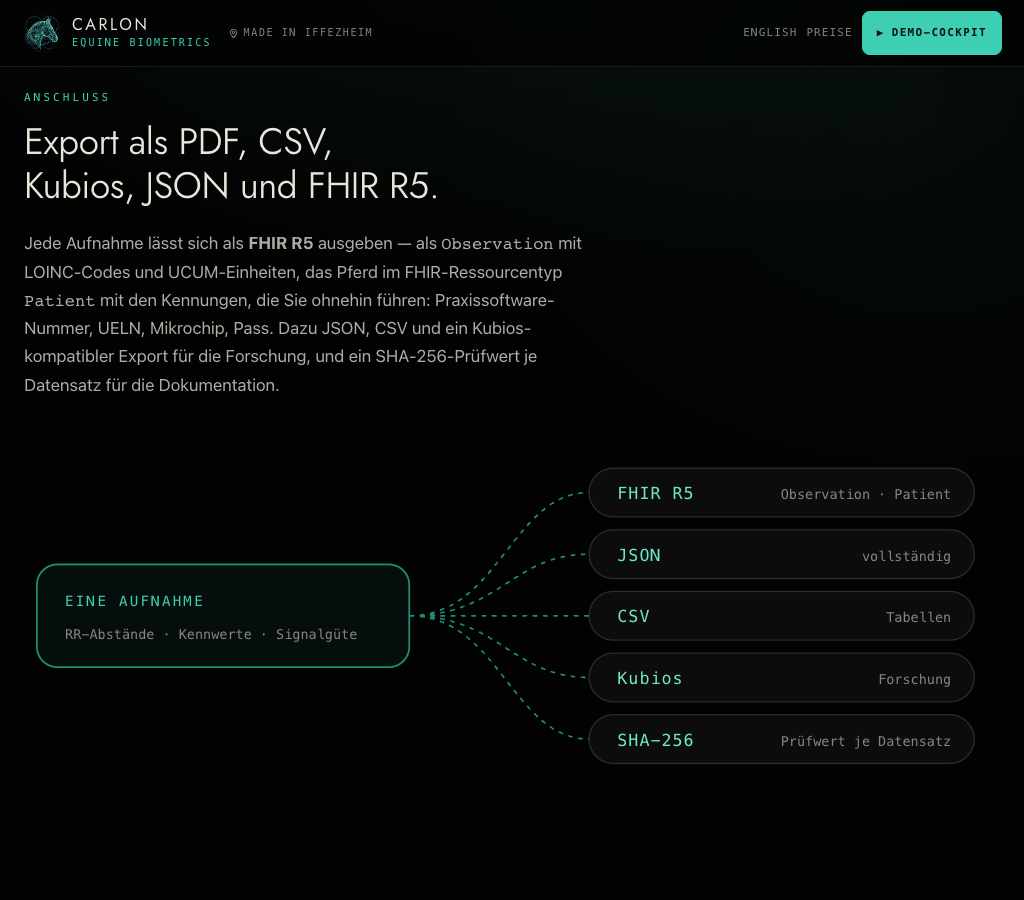 CARLON
EQUINE BIOMETRICS
MADE IN IFFEZHEIM
ENGLISH PREISE
▶ DEMO–COCKPIT
ANSCHLUSS
Export als PDF, CSV,
Kubios, JSON und FHIR R5.
Jede Aufnahme lässt sich als FHIR R5 ausgeben — als Observation mit
LOINC-Codes und UCUM-Einheiten, das Pferd im FHIR-Ressourcentyp
Patient mit den Kennungen, die Sie ohnehin führen: Praxissoftware-
Nummer, UELN, Mikrochip, Pass. Dazu JSON, CSV und ein Kubios-
kompatibler Export für die Forschung, und ein SHA-256-Prüfwert je
Datensatz für die Dokumentation.
EINE AUFNAHME
RR–Abstände · Kennwerte · Signalgüte
FHIR R5 Observation · Patient
JSON vollständig
CSV Tabellen
Kubios Forschung
SHA–256 Prüfwert je Datensatz